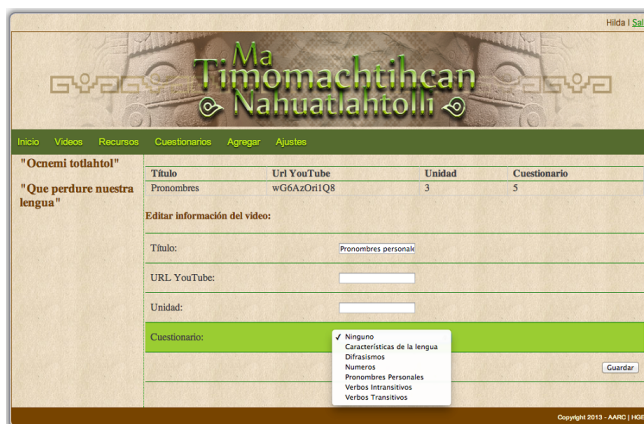 Hilda | Sal
Ma
Timomachtihcan
Nahuatlahtolli
Inicio Videos Recursos Cuestionarios Agregar Ajustes
"Ocnemi totlahtol"
"Que perdure nuestra
lengua"
Título Url YouTube Unidad Cuestionario
Pronombres wG6AzOri1Q8 3 5
Editar información del video:
Título: Pronombres personale
URL YouTube:
Unidad:
Cuestionario:
✓ Ninguno
Características de la lengua
Difrasismos
Numeros
Pronombres Personales
Verbos Intransitivos
Verbos Transitivos
Guardar
Copyright 2013 - AARC | HGE